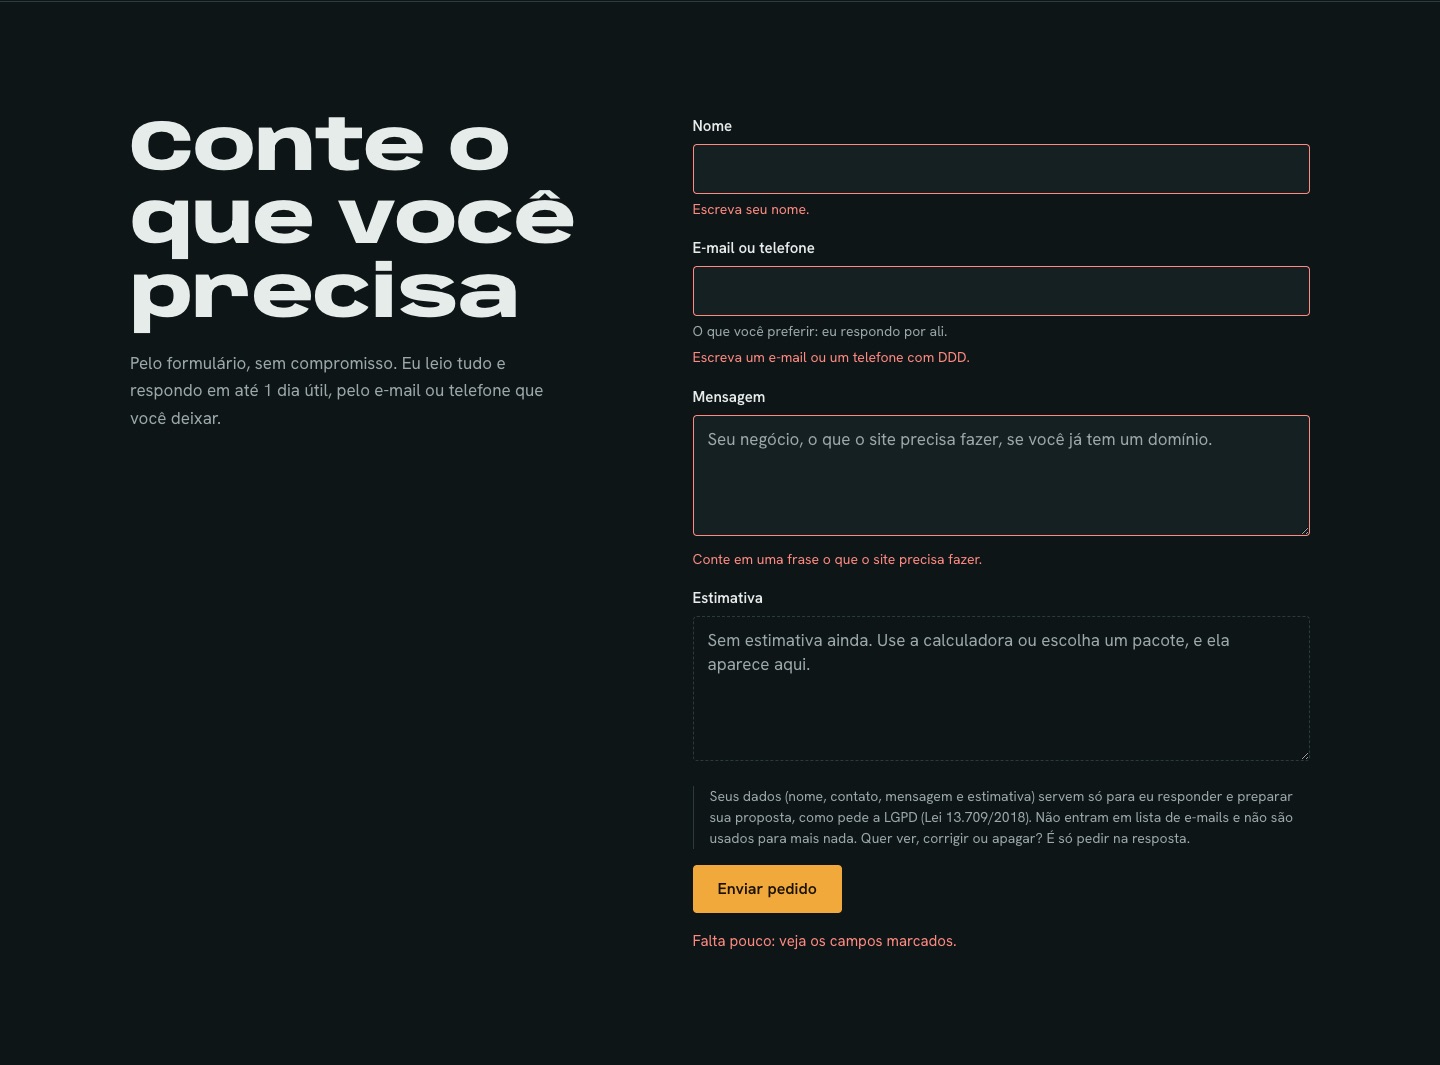 Conte o
que você
precisa
Pelo formulário, sem compromisso. Eu leio tudo e
respondo em até 1 dia útil, pelo e-mail ou telefone que
você deixar.
Nome
Escreva seu nome.
E-mail ou telefone
O que você preferir: eu respondo por ali.
Escreva um e-mail ou um telefone com DDD.
Mensagem
Seu negócio, o que o site precisa fazer, se você já tem um domínio.
Conte em uma frase o que o site precisa fazer.
Estimativa
Sem estimativa ainda. Use a calculadora ou escolha um pacote, e ela
aparece aqui.
Seus dados (nome, contato, mensagem e estimativa) servem só para eu responder e preparar
sua proposta, como pede a LGPD (Lei 13.709/2018). Não entram em lista de e-mails e não são
usados para mais nada. Quer ver, corrigir ou apagar? É só pedir na resposta.
Enviar pedido
Falta pouco: veja os campos marcados.